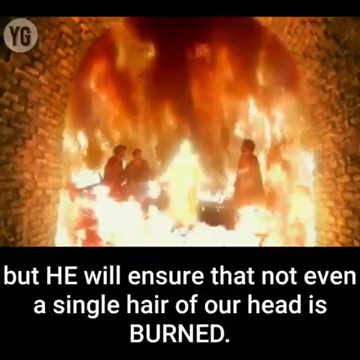 YG
but HE will ensure that not even
a single hair of our head is
BURNED.